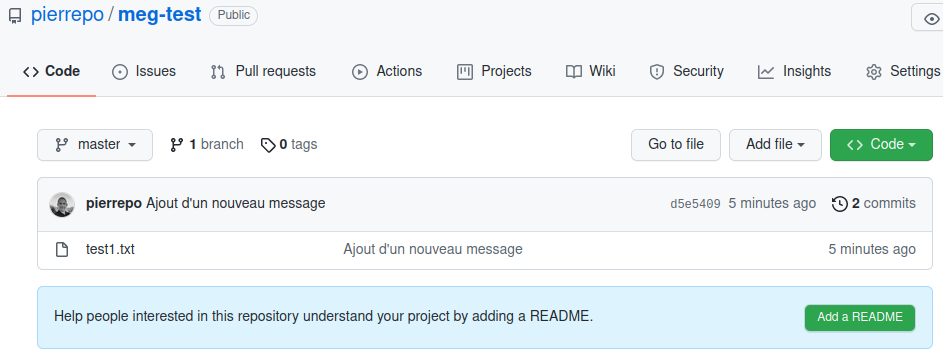 pierrepo / meg-test Public
Code Issues Pull requests Actions Projects Wiki Security Insights Settings
master 1 branch 0 tags Go to file Add file Code
pierrepo Ajout d'un nouveau message d5e5409 5 minutes ago 2 commits
test1.txt Ajout d'un nouveau message 5 minutes ago
Help people interested in this repository understand your project by adding a README. Add a README